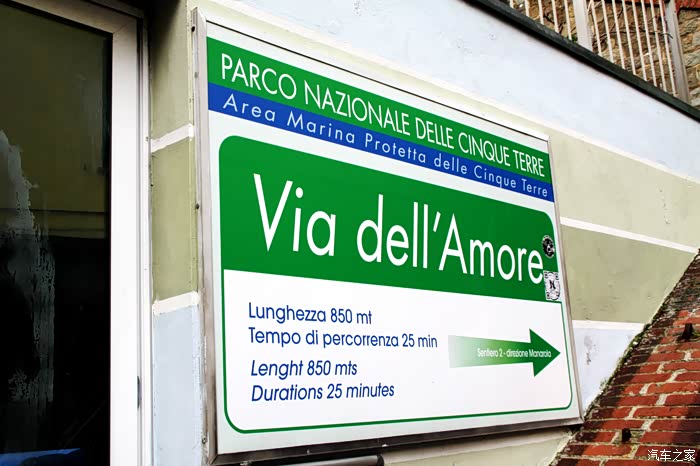 PARCO NAZIONALE DELLE CINQUE TERRE
Area Marina Protetta delle Cinque Terre
Via dell'Amore
Lunghezza 850 mt
Tempo di percorrenza 25 min
Lenght 850 mts
Durations 25 minutes
Sentiero 2 - direzione Manarola
汽车之家